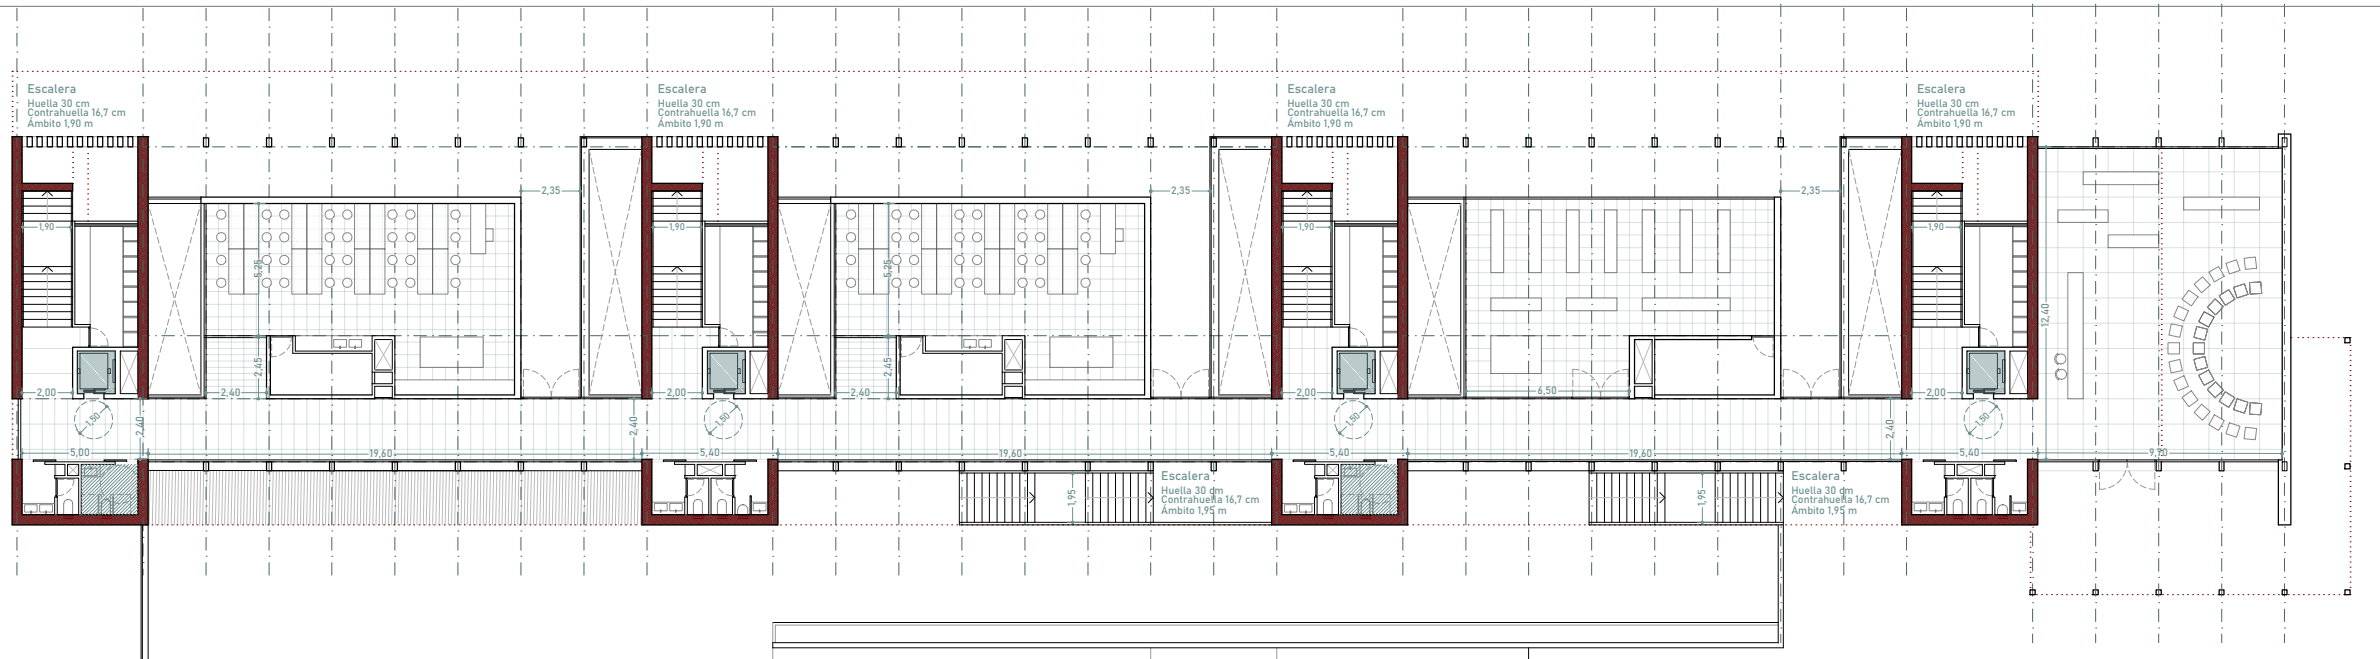 Escalera
Huella 30 cm
Contrahuella 16,7 cm
Ámbito 1,90 m
Escalera
Huella 30 cm
Contrahuella 16,7 cm
Ámbito 1,90 m
Escalera
Huella 30 cm
Contrahuella 16,7 cm
Ámbito 1,90 m
Escalera
Huella 30 cm
Contrahuella 16,7 cm
Ámbito 1,90 m
2,35
2,35
2,35
1,90
1,90
1,90
1,90
5,25
5,25
12,40
2,45
2,45
2,00
2,40
2,00
2,40
2,00
6,50
2,00
1,50
1,50
1,50
1,50
2,40
2,40
2,40
5,00
19,60
5,40
19,60
5,40
19,60
5,40
9,70
1,95
Escalera
Huella 30 cm
Contrahuella 16,7 cm
Ámbito 1,95 m
1,95
Escalera
Huella 30 cm
Contrahuella 16,7 cm
Ámbito 1,95 m